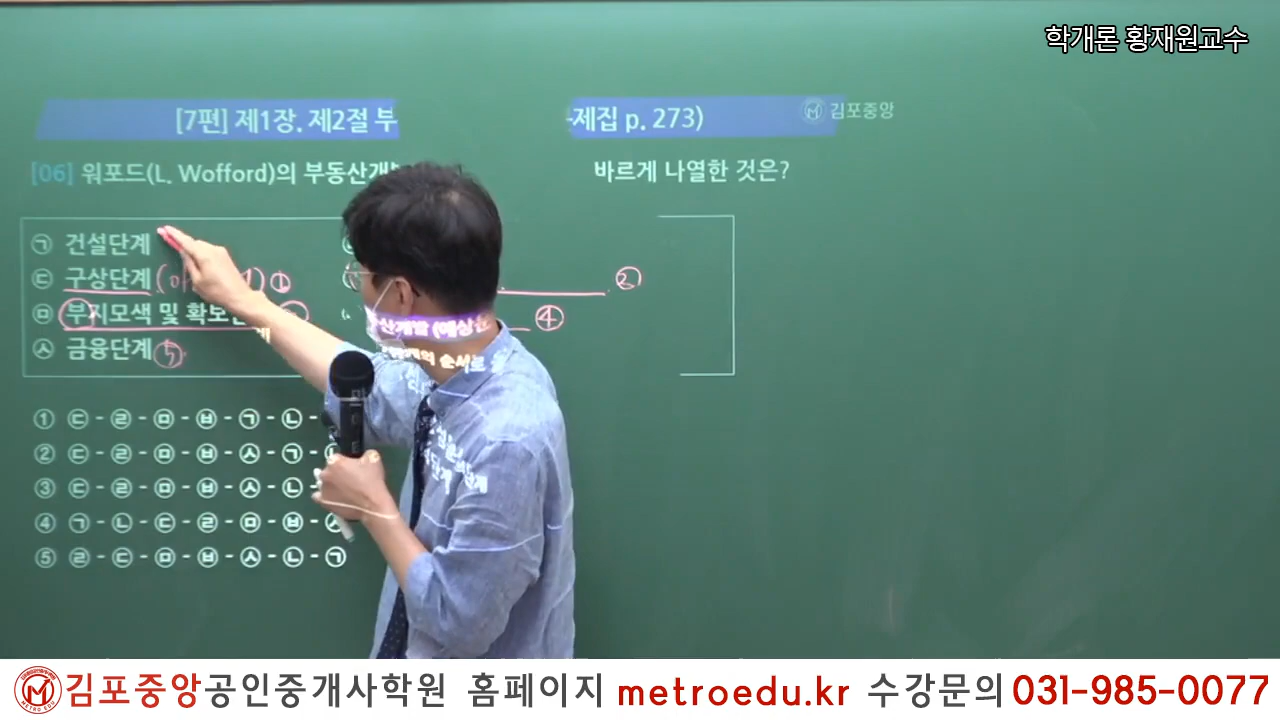 학개론 황재원교수
[7편] 제1장. 제2절 부 제집 p. 273)
김포중앙
[06] 워포드(L. Wofford)의 부동산개 바르게 나열한 것은?
㉠ 건설단계
㉢ 구상단계 ( ) ① ②
㉤ 부지모색 및 확보 ④
㉦ 금융단계 ⑤
① ㉢ - ㉣ - ㉤ - ㉥ - ㉠ - ㉡ -
② ㉢ - ㉣ - ㉤ - ㉥ - ㉦ - ㉠ -
③ ㉢ - ㉣ - ㉤ - ㉥ - ㉦ - ㉡ -
④ ㉠ - ㉡ - ㉢ - ㉣ - ㉤ - ㉥ - ㉦
⑤ ㉣ - ㉢ - ㉤ - ㉥ - ㉦ - ㉡ - ㉠
김포중앙공인중개사학원 홈페이지 metroedu.kr 수강문의 031-985-0077